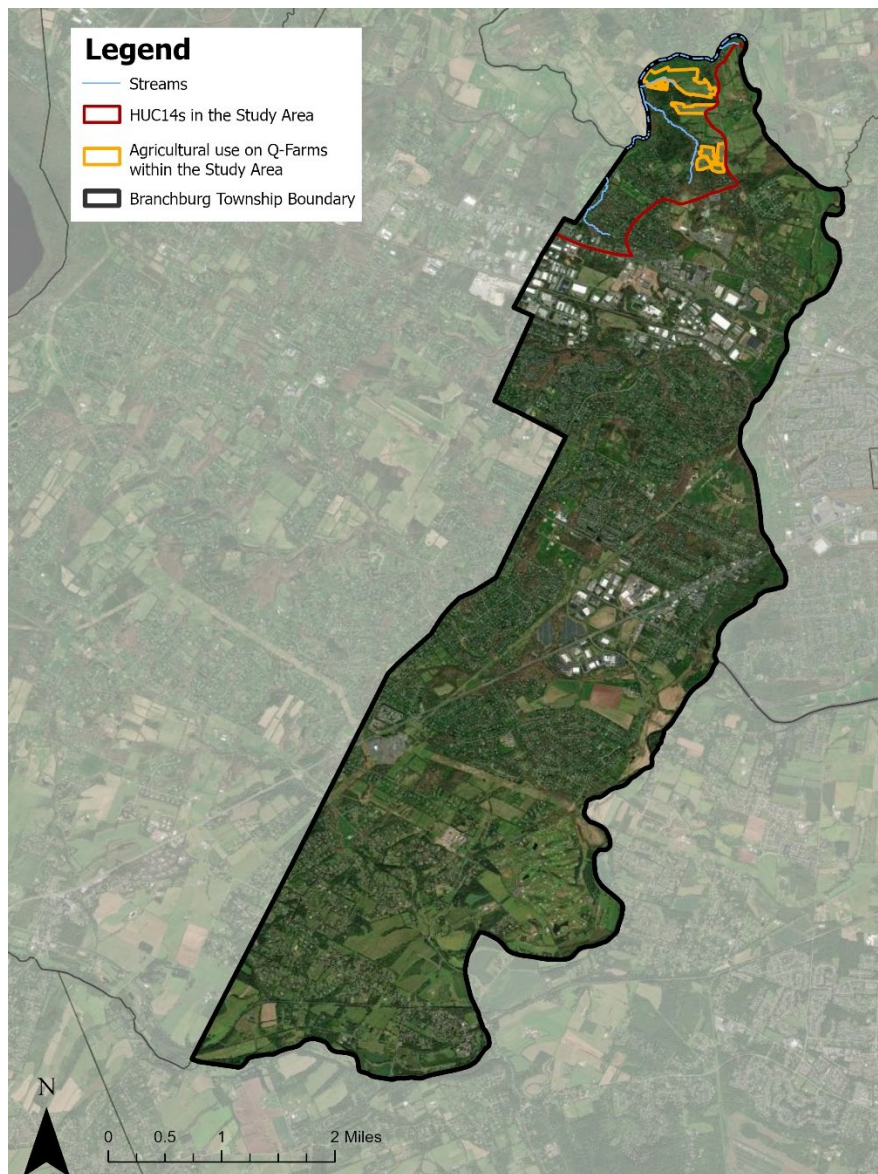 Legend
Streams
HUC14s in the Study Area
Agricultural use on Q-Farms
within the Study Area
Branchburg Township Boundary
N
0 0.5 1 2 Miles